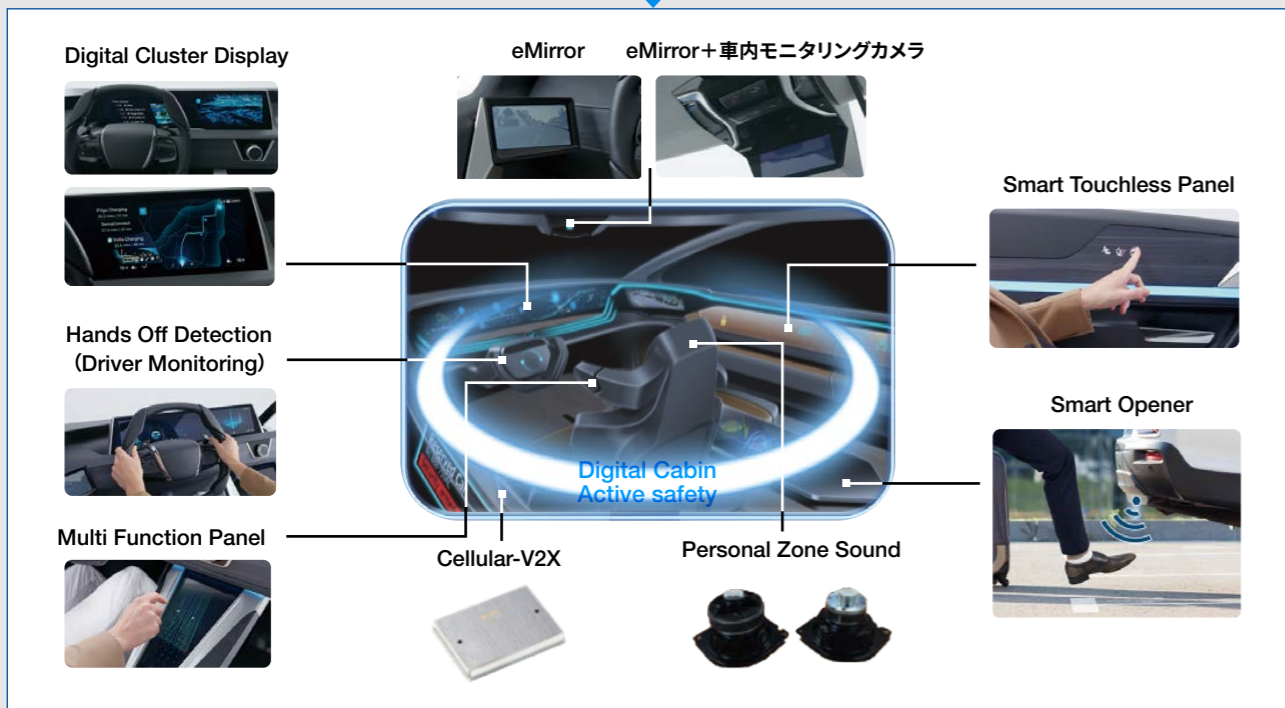 Digital Cluster Display
eMirror
eMirror＋車内モニタリングカメラ
Smart Touchless Panel
Hands Off Detection
（Driver Monitoring）
Smart Opener
Digital Cabin
Active safety
Multi Function Panel
Cellular-V2X
Personal Zone Sound